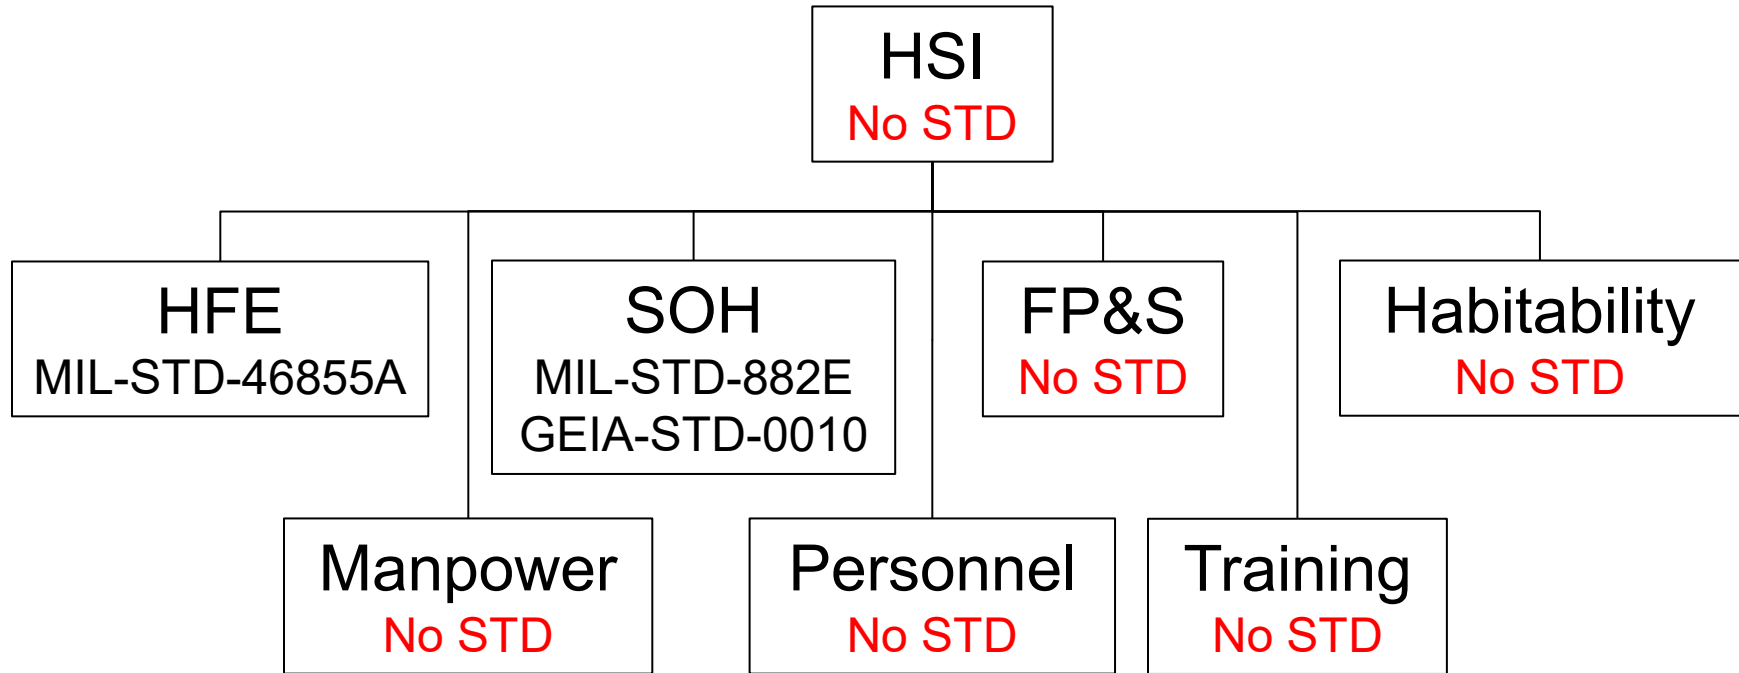 HSI
No STD
HFE
MIL-STD-46855A
SOH
MIL-STD-882E
GEIA-STD-0010
FP&S
No STD
Habitability
No STD
Manpower
No STD
Personnel
No STD
Training
No STD